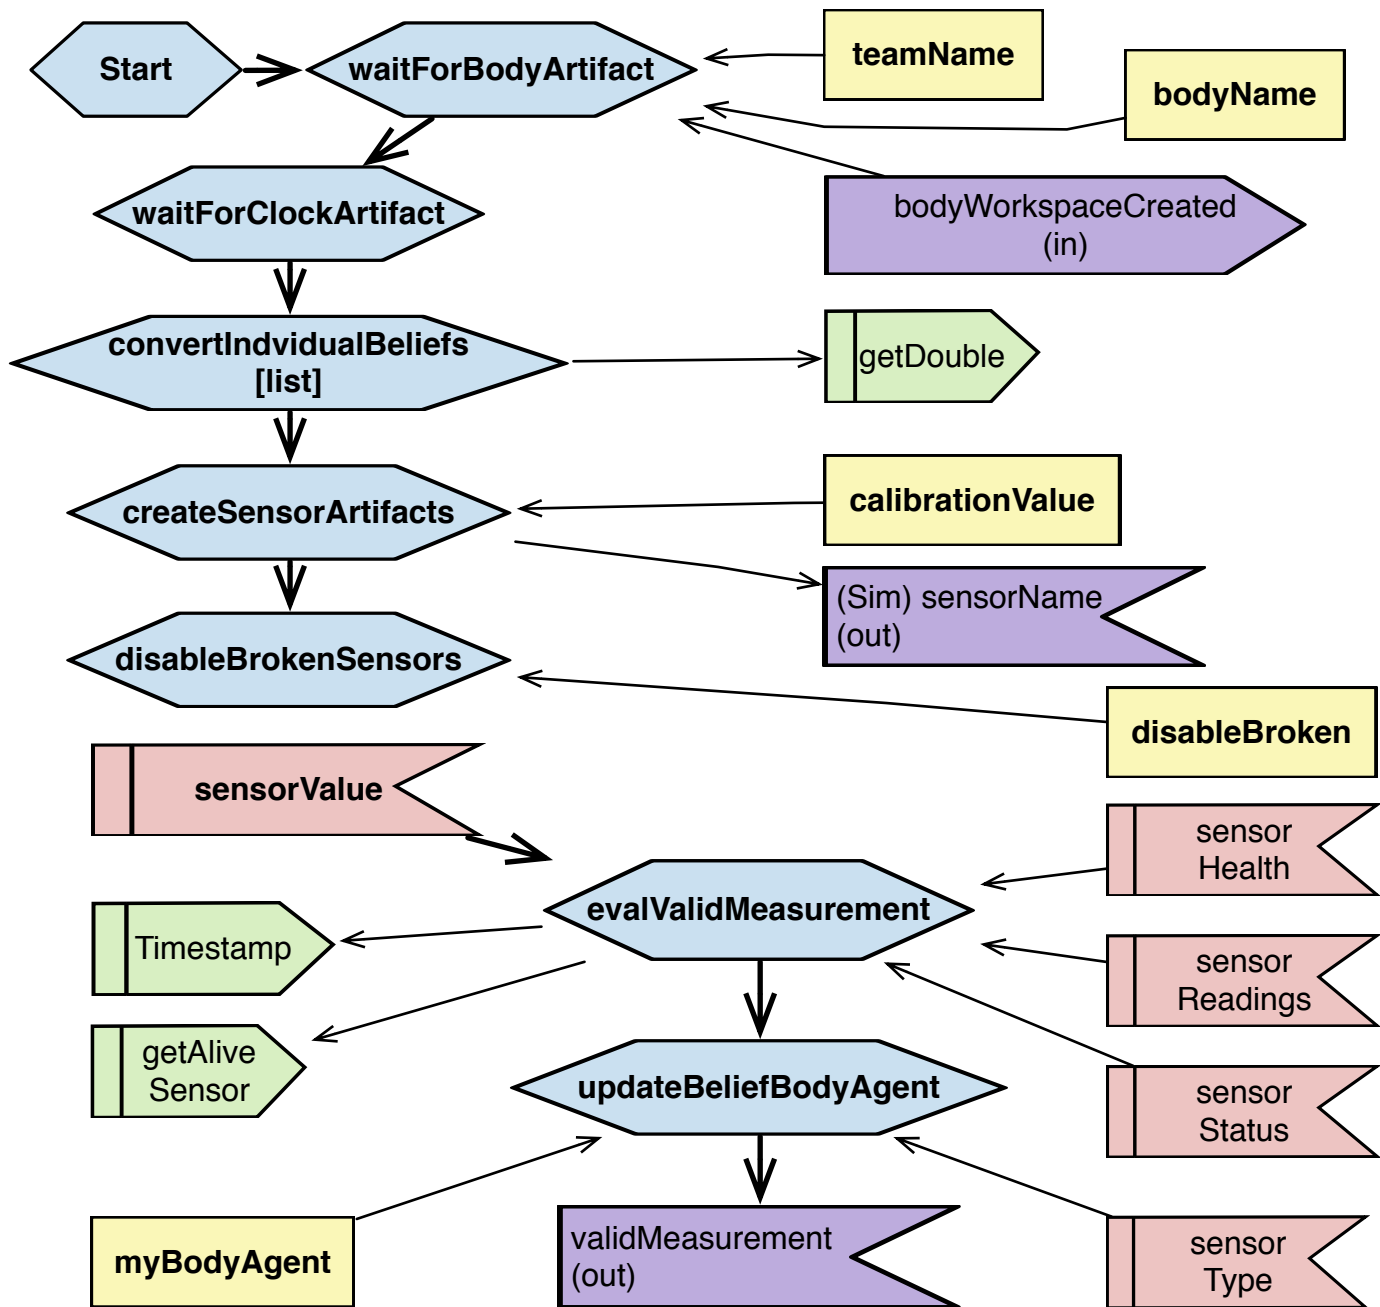 Start
waitForBodyArtifact
teamName
bodyName
waitForClockArtifact
bodyWorkspaceCreated
(in)
convertIndvidualBeliefs
[list]
getDouble
createSensorArtifacts
calibrationValue
(Sim) sensorName
(out)
disableBrokenSensors
disableBroken
sensorValue
sensor
Health
evalValidMeasurement
Timestamp
sensor
Readings
getAlive
Sensor
updateBeliefBodyAgent
sensor
Status
myBodyAgent
validMeasurement
(out)
sensor
Type